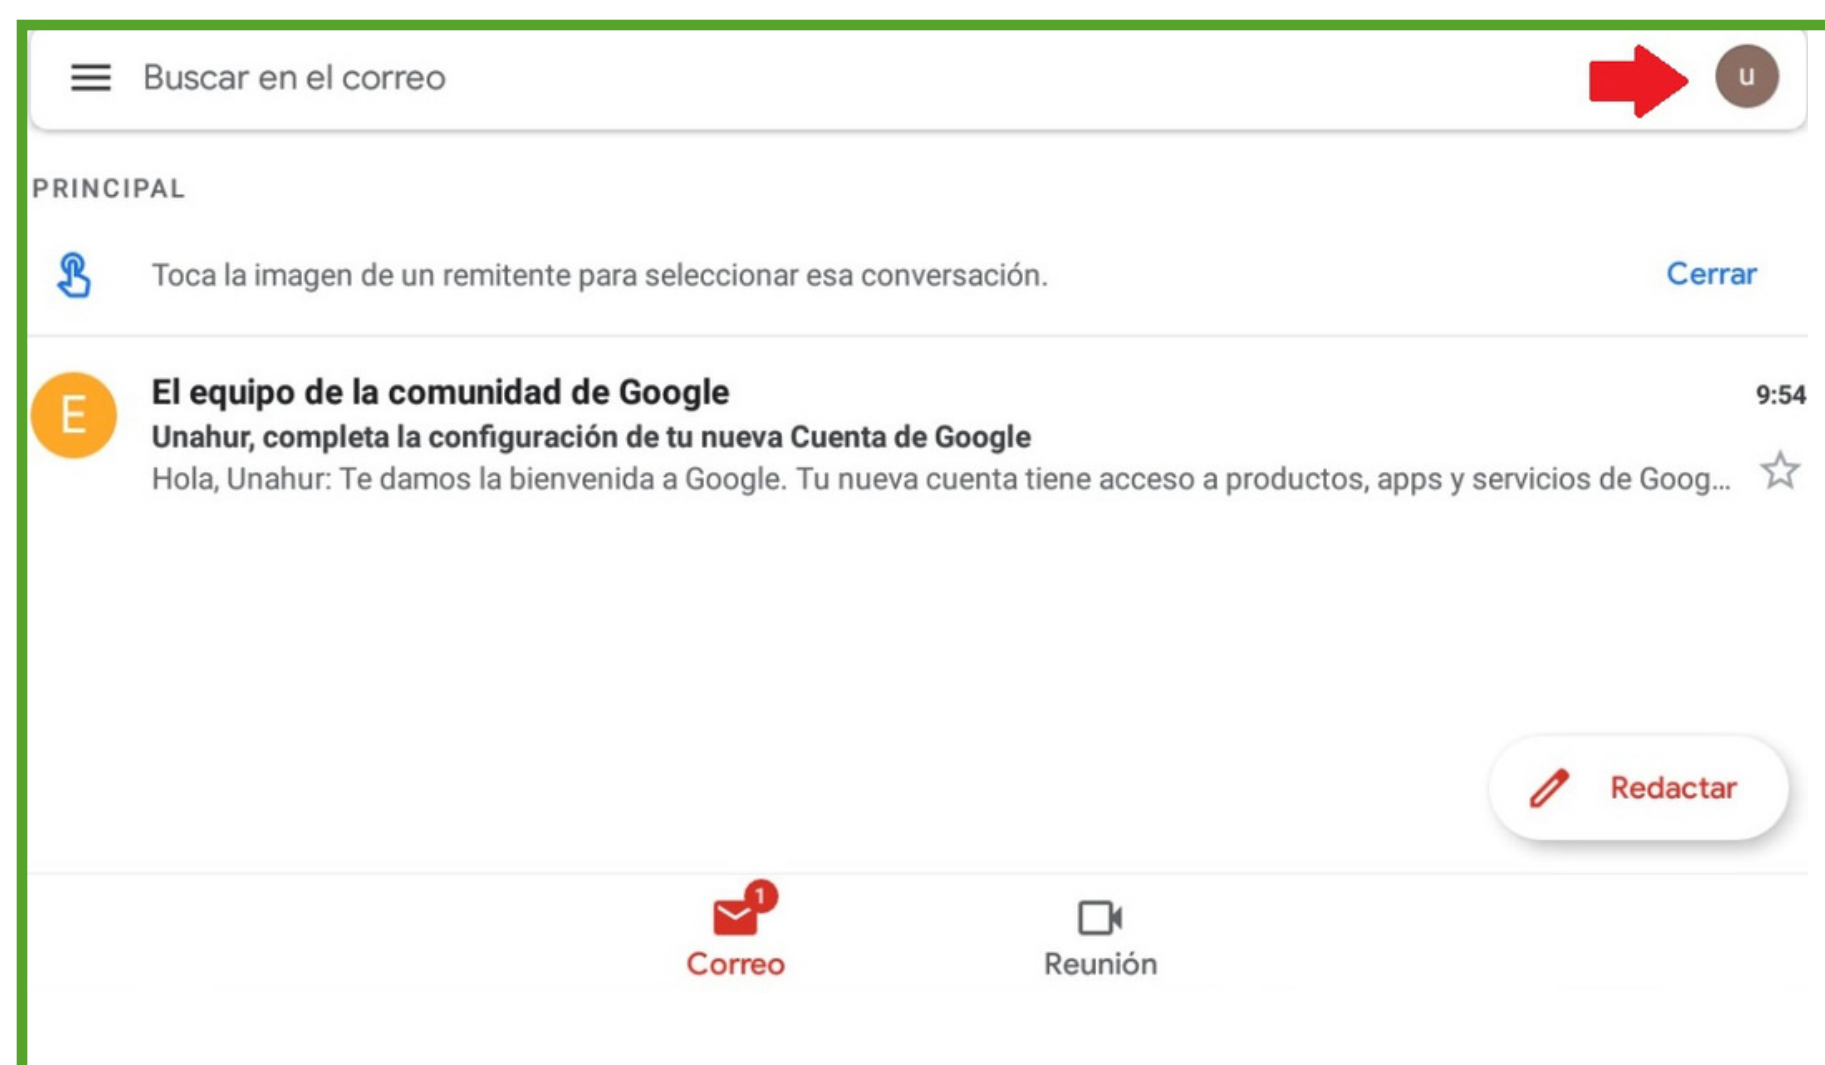 Buscar en el correo
u
PRINCIPAL
Toca la imagen de un remitente para seleccionar esa conversación.
Cerrar
E
El equipo de la comunidad de Google
9:54
Unahur, completa la configuración de tu nueva Cuenta de Google
Hola, Unahur: Te damos la bienvenida a Google. Tu nueva cuenta tiene acceso a productos, apps y servicios de Goog...
Redactar
1
Correo
Reunión